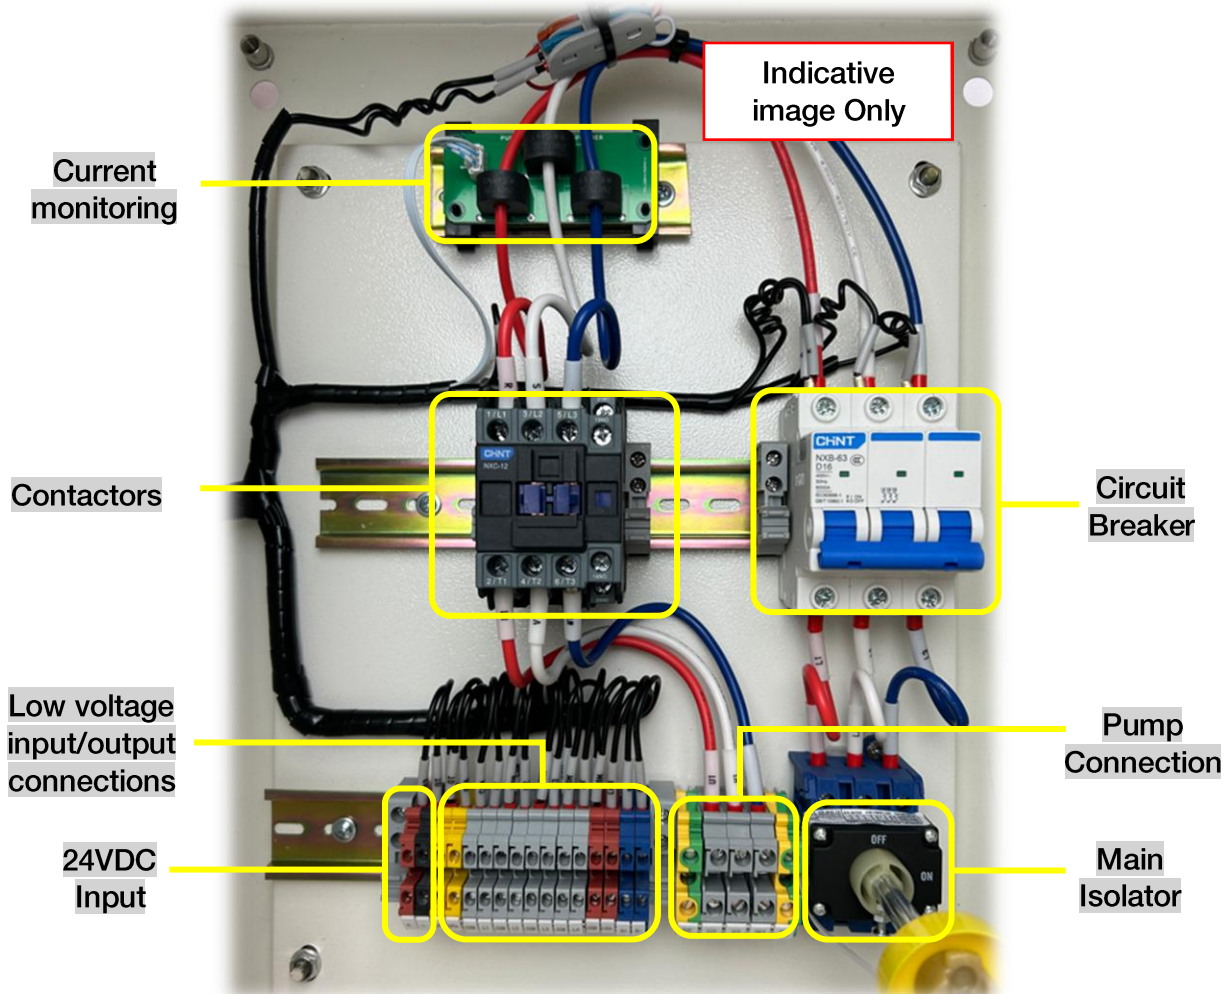 Indicative
image Only
PU
Current
monitoring
R
S
1/L1
3/L2
5/L3
CHNT
NXC-12
2/T1
4/T2
6/T3
Contactors
CHNT
NXB-63
D16
Circuit
Breaker
L1
Low voltage
input/output
connections
Pump
Connection
24VDC
Input
OFF
ON
Main
Isolator